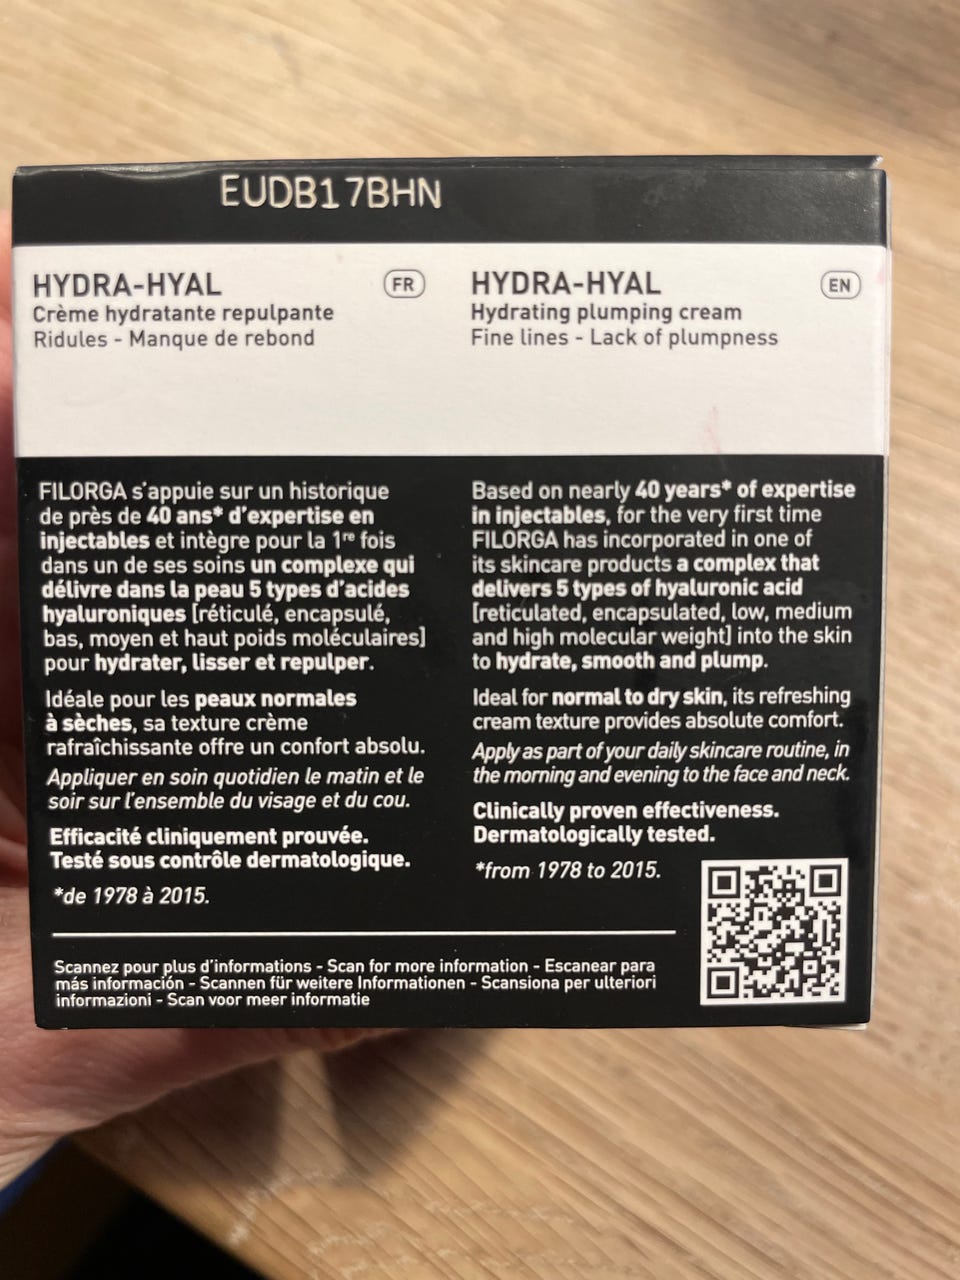 EUDB17BHN
HYDRA-HYAL
FR
Crème hydratante repulpante
Ridules - Manque de rebond
HYDRA-HYAL
EN
Hydrating plumping cream
Fine lines - Lack of plumpness
FILORGA s'appuie sur un historique
de près de 40 ans* d'expertise en
injectables et intègre pour la 1re fois
dans un de ses soins un complexe qui
délivre dans la peau 5 types d'acides
hyaluroniques [réticulé, encapsulé,
bas, moyen et haut poids moléculaires]
pour hydrater, lisser et repulper.
Idéale pour les peaux normales
à sèches, sa texture crème
rafraîchissante offre un confort absolu.
Appliquer en soin quotidien le matin et le
soir sur l'ensemble du visage et du cou.
Efficacité cliniquement prouvée.
Testé sous contrôle dermatologique.
*de 1978 à 2015.
Based on nearly 40 years* of expertise
in injectables, for the very first time
FILORGA has incorporated in one of
its skincare products a complex that
delivers 5 types of hyaluronic acid
[reticulated, encapsulated, low, medium
and high molecular weight] into the skin
to hydrate, smooth and plump.
Ideal for normal to dry skin, its refreshing
cream texture provides absolute comfort.
Apply as part of your daily skincare routine, in
the morning and evening to the face and neck.
Clinically proven effectiveness.
Dermatologically tested.
*from 1978 to 2015.
Scannez pour plus d'informations - Scan for more information - Escanear para
más información - Scannen für weitere Informationen - Scansiona per ulteriori
informazioni - Scan voor meer informatie